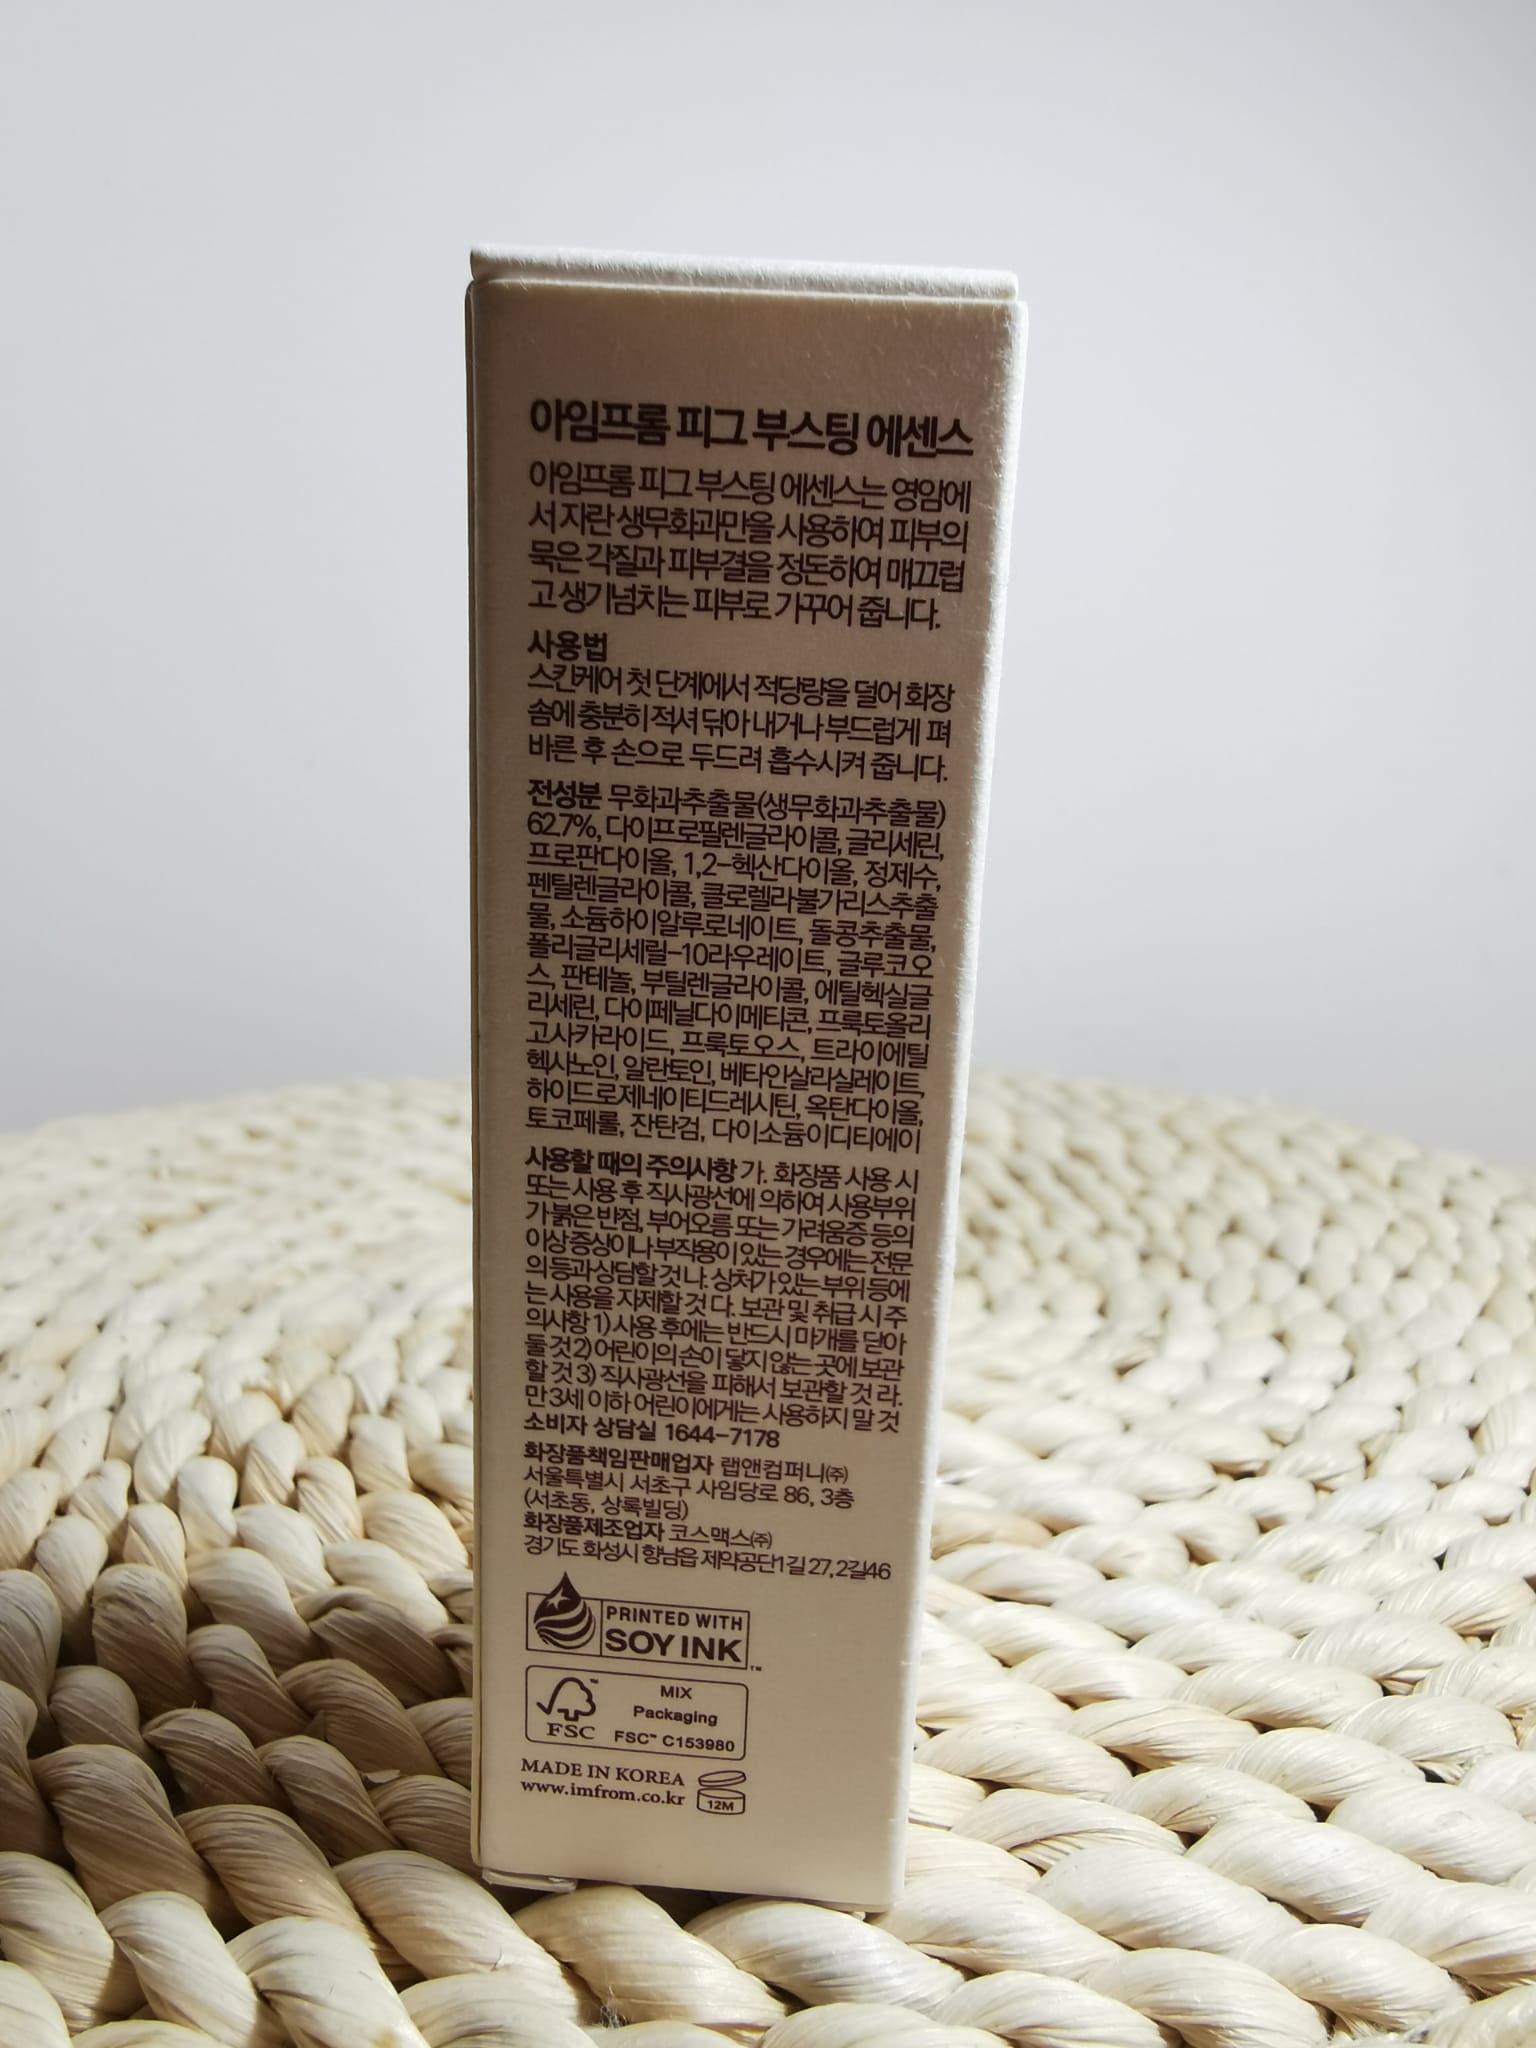 아임프롬 피그 부스팅 에센스
아임프롬 피그 부스팅 에센스는 영암에
서 자란 생무화과만을 사용하여 피부의
묵은 각질과 피부결을 정돈하여 매끄럽
고 생기넘치는 피부로 가꾸어 줍니다.
사용법
스킨케어 첫 단계에서 적당량을 덜어 화장
솜에 충분히 적셔 닦아 내거나 부드럽게 펴
바른 후 손으로 두드려 흡수시켜 줍니다.
전성분 무화과추출물(생무화과추출물)
62.7%, 다이프로필렌글라이콜, 글리세린,
프로판다이올, 1,2-헥산다이올, 정제수,
펜틸렌글라이콜, 클로렐라불가리스추출
물, 소듐하이알루로네이트, 돌콩추출물,
폴리글리세릴-10라우레이트, 글루코오
스, 판테놀, 부틸렌글라이콜, 에틸헥실글
리세린, 다이페닐다이메티콘, 프룩토올리
고사카라이드, 프룩토오스, 트라이에틸
헥사노인, 알란토인, 베타인살리실레이트,
하이드로제네이티드레시틴, 옥탄다이올,
토코페롤, 잔탄검, 다이소듐이디티에이
사용할 때의 주의사항 가. 화장품 사용 시
또는 사용 후 직사광선에 의하여 사용부위
가 붉은 반점, 부어오름 또는 가려움증 등의
이상 증상이나 부작용이 있는 경우에는 전문
의 등과 상담할 것 나. 상처가 있는 부위 등에
는 사용을 자제할 것 다. 보관 및 취급 시 주
의사항 1) 사용 후에는 반드시 마개를 닫아
둘 것 2) 어린이의 손이 닿지 않는 곳에 보관
할 것 3) 직사광선을 피해서 보관할 것 라.
만 3세 이하 어린이에게는 사용하지 말 것
소비자 상담실 1644-7178
화장품책임판매업자 랩앤컴퍼니㈜
서울특별시 서초구 사임당로 86, 3층
(서초동, 상록빌딩)
화장품제조업자 코스맥스㈜
경기도 화성시 향남읍 제약공단1길 27, 2길46
PRINTED WITH
SOY INK™
FSC™
MIX
Packaging
FSC™ C153980
MADE IN KOREA
www.imfrom.co.kr
12M